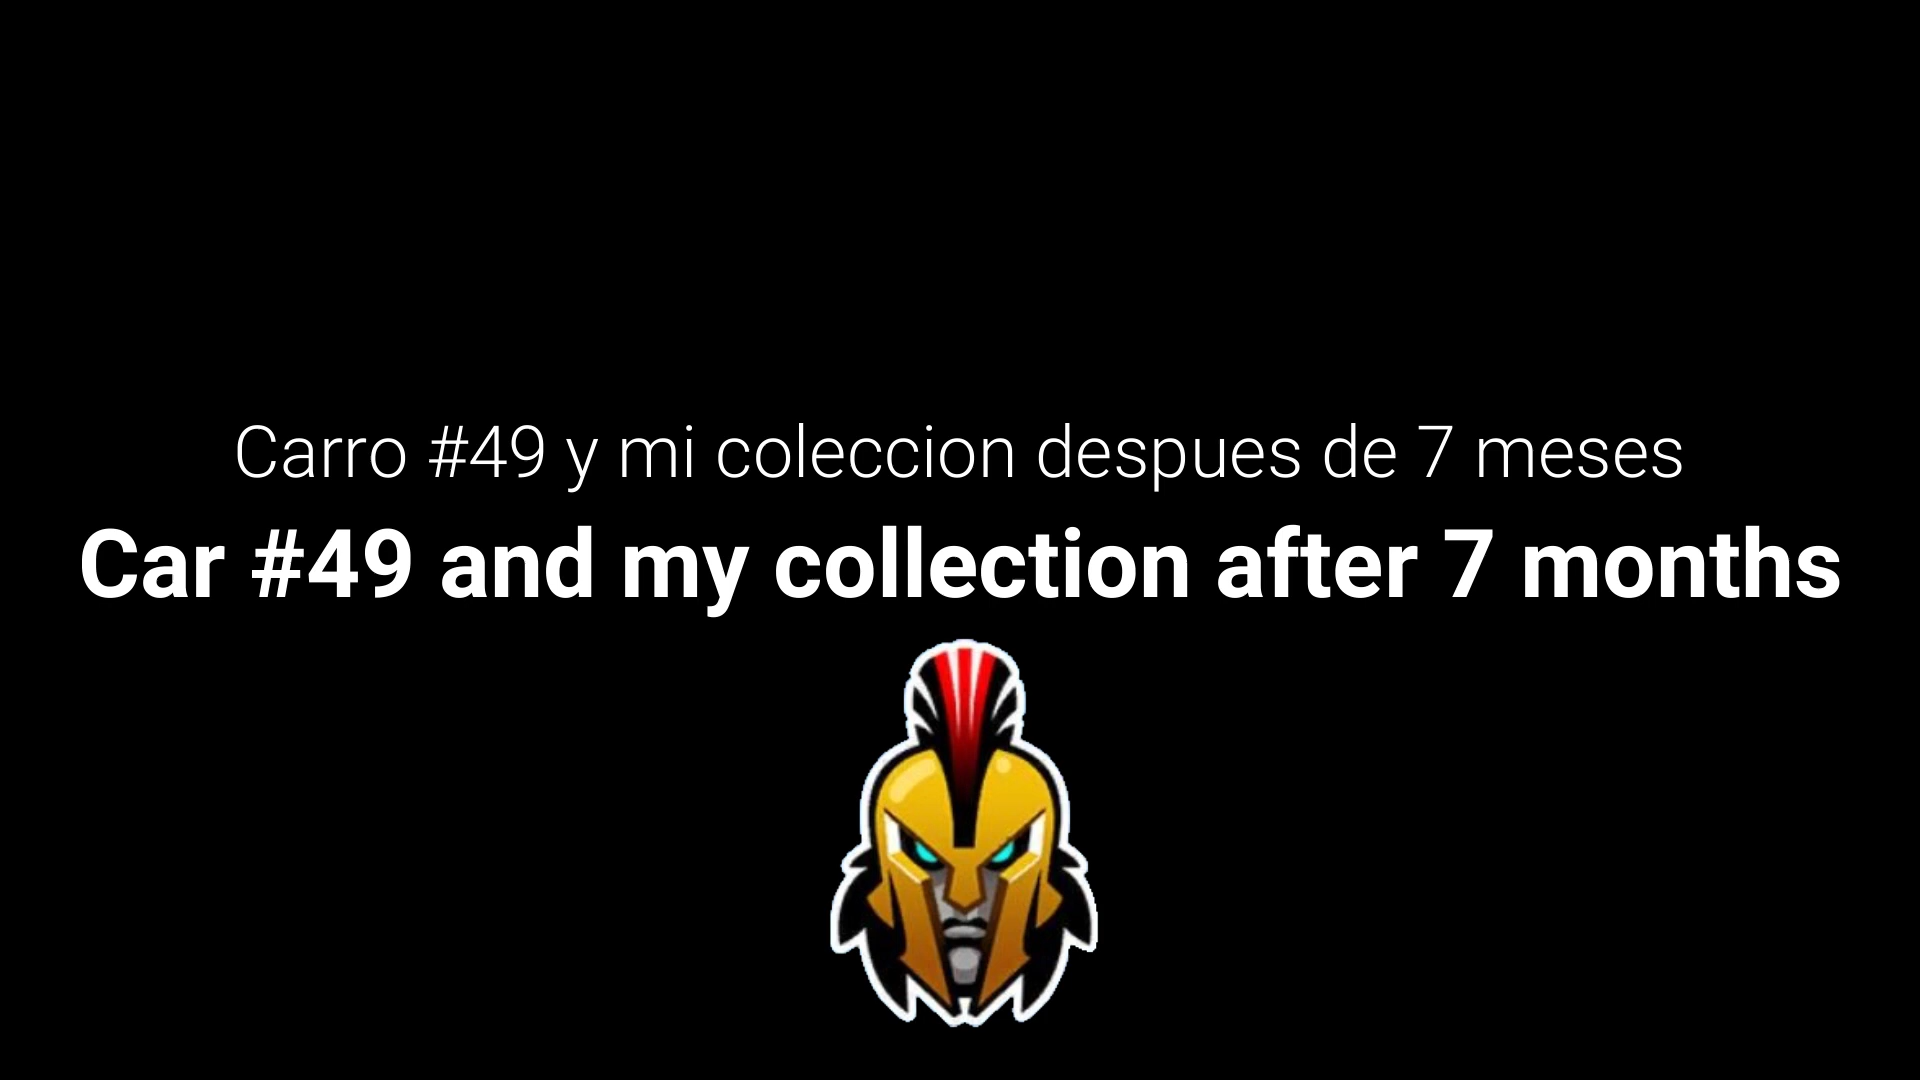 Carro #49 y mi coleccion despues de 7 meses
Car #49 and my collection after 7 months